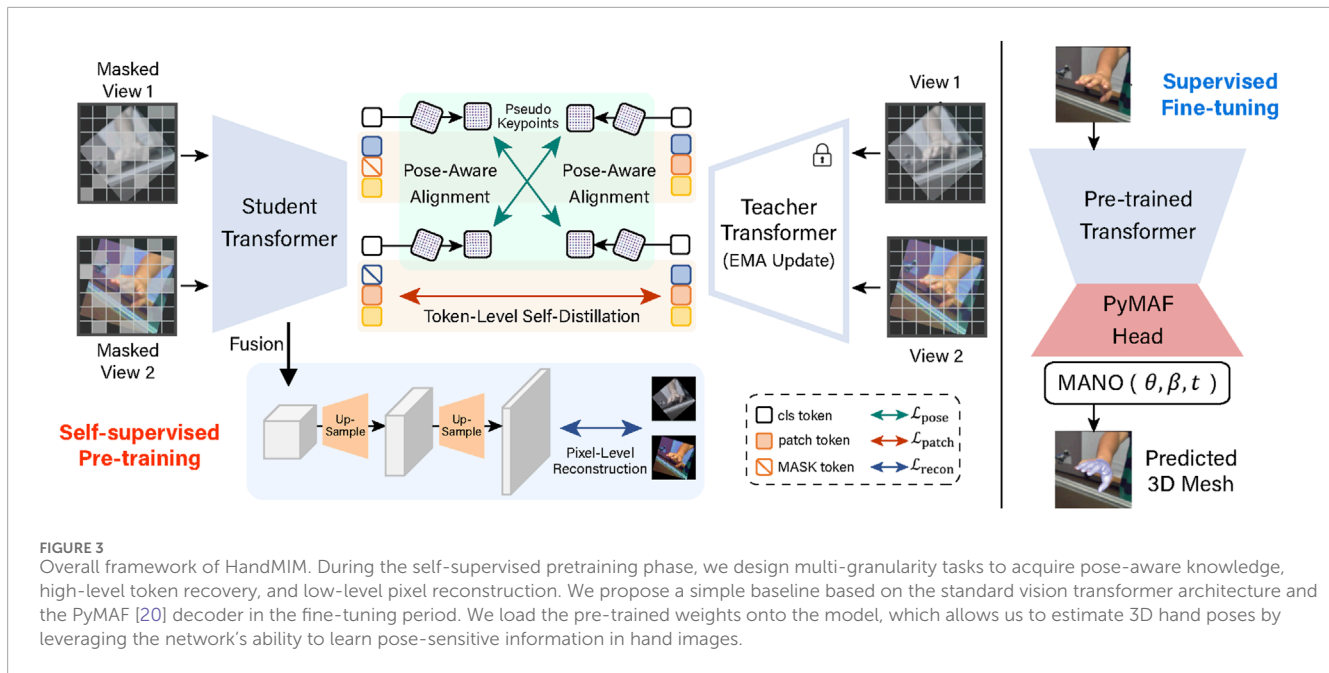 Masked
View 1
Masked
View 2
Student
Transformer
Pseudo
Keypoints
Pose-Aware
Alignment
Pose-Aware
Alignment
Token-Level Self-Distillation
Teacher
Transformer
(EMA Update)
View 1
View 2
Fusion
Self-supervised
Pre-training
Up-
Sample
Up-
Sample
Pixel-Level
Reconstruction
cls token
ℒpose
patch token
ℒpatch
MASK token
ℒrecon
Supervised
Fine-tuning
Pre-trained
Transformer
PyMAF
Head
MANO ( θ, β, t )
Predicted
3D Mesh
FIGURE 3
Overall framework of HandMIM. During the self-supervised pretraining phase, we design multi-granularity tasks to acquire pose-aware knowledge,
high-level token recovery, and low-level pixel reconstruction. We propose a simple baseline based on the standard vision transformer architecture and
the PyMAF [20] decoder in the fine-tuning period. We load the pre-trained weights onto the model, which allows us to estimate 3D hand poses by
leveraging the network's ability to learn pose-sensitive information in hand images.